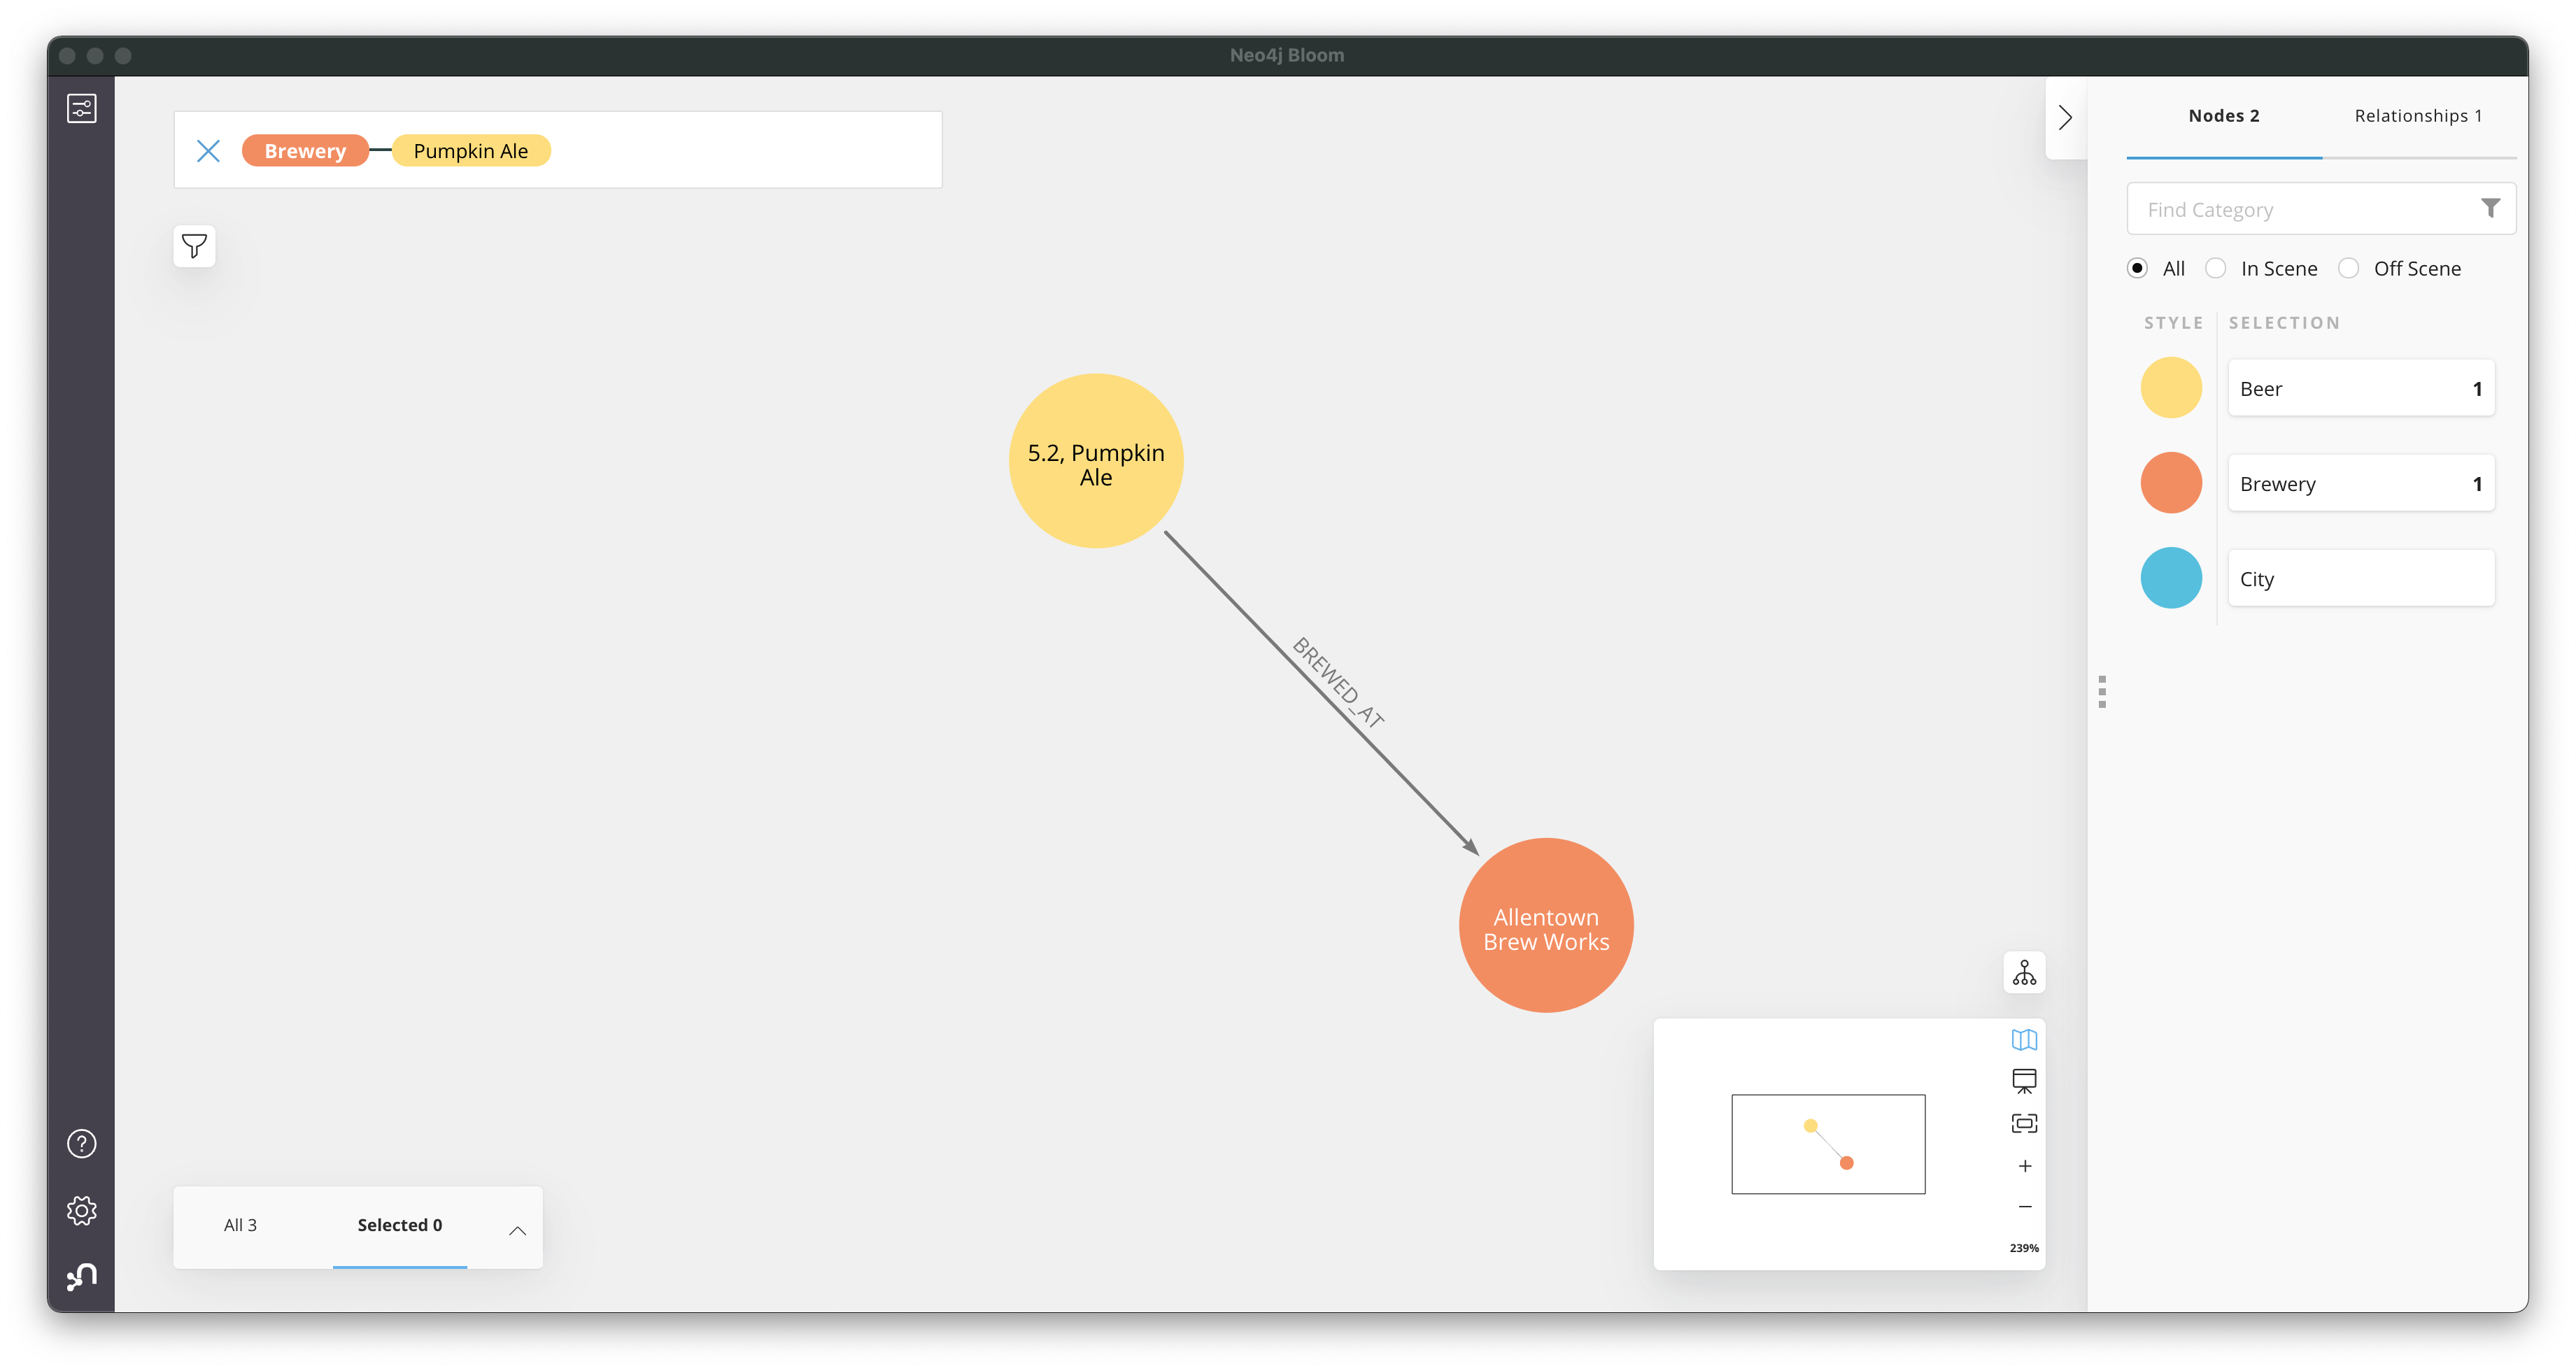 Neo4j Bloom
Brewery
Pumpkin Ale
Nodes 2
Relationships 1
Find Category
All
In Scene
Off Scene
STYLE
SELECTION
Beer 1
Brewery 1
City
5.2, Pumpkin
Ale
BREWED_AT
Allentown
Brew Works
239%
All 3
Selected 0